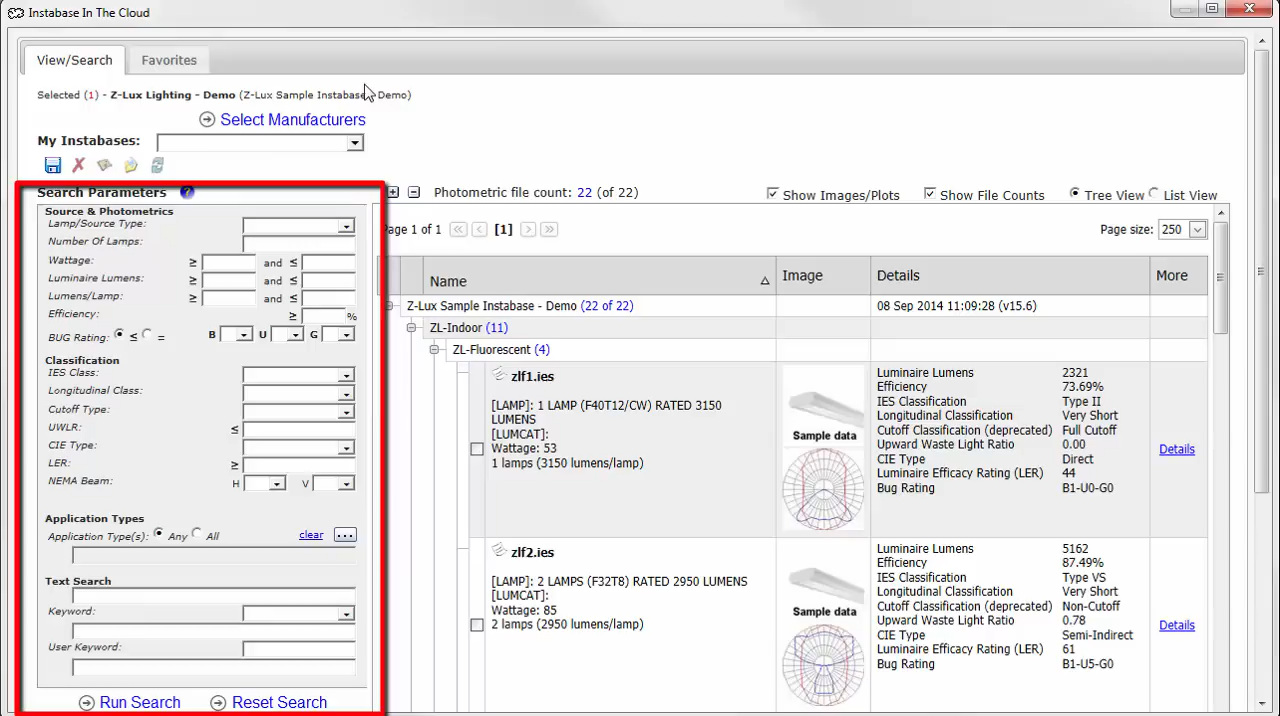 Instabase In The Cloud
View/Search Favorites
Selected (1) - Z-Lux Lighting - Demo (Z-Lux Sample Instabase - Demo)
Select Manufacturers
My Instabases:
Search Parameters ?
Source & Photometrics
Lamp/Source Type:
Number Of Lamps:
Wattage: ≥ and ≤
Luminaire Lumens: ≥ and ≤
Lumens/Lamp: ≥ and ≤
Efficiency: ≥ %
BUG Rating: ≤ = B U G
Classification
IES Class:
Longitudinal Class:
Cutoff Type:
UWLR: ≤
CIE Type:
LER: ≥
NEMA Beam: H V
Application Types
Application Type(s): Any All clear ...
Text Search
Keyword:
User Keyword:
Run Search Reset Search
Photometric file count: 22 (of 22) Show Images/Plots Show File Counts Tree View List View
Page 1 of 1 [1] Page size: 250
Name Image Details More
Z-Lux Sample Instabase - Demo (22 of 22) 08 Sep 2014 11:09:28 (v15.6)
ZL-Indoor (11)
ZL-Fluorescent (4)
zlf1.ies
[LAMP]: 1 LAMP (F40T12/CW) RATED 3150
LUMENS
[LUMCAT]:
Wattage: 53
1 lamps (3150 lumens/lamp)
Sample data
Luminaire Lumens 2321
Efficiency 73.69%
IES Classification Type II
Longitudinal Classification Very Short
Cutoff Classification (deprecated) Full Cutoff
Upward Waste Light Ratio 0.00
CIE Type Direct
Luminaire Efficacy Rating (LER) 44
Bug Rating B1-U0-G0
Details
zlf2.ies
[LAMP]: 2 LAMPS (F32T8) RATED 2950 LUMENS
[LUMCAT]:
Wattage: 85
2 lamps (2950 lumens/lamp)
Sample data
Luminaire Lumens 5162
Efficiency 87.49%
IES Classification Type VS
Longitudinal Classification Very Short
Cutoff Classification (deprecated) Non-Cutoff
Upward Waste Light Ratio 0.78
CIE Type Semi-Indirect
Luminaire Efficacy Rating (LER) 61
Bug Rating B1-U5-G0
Details